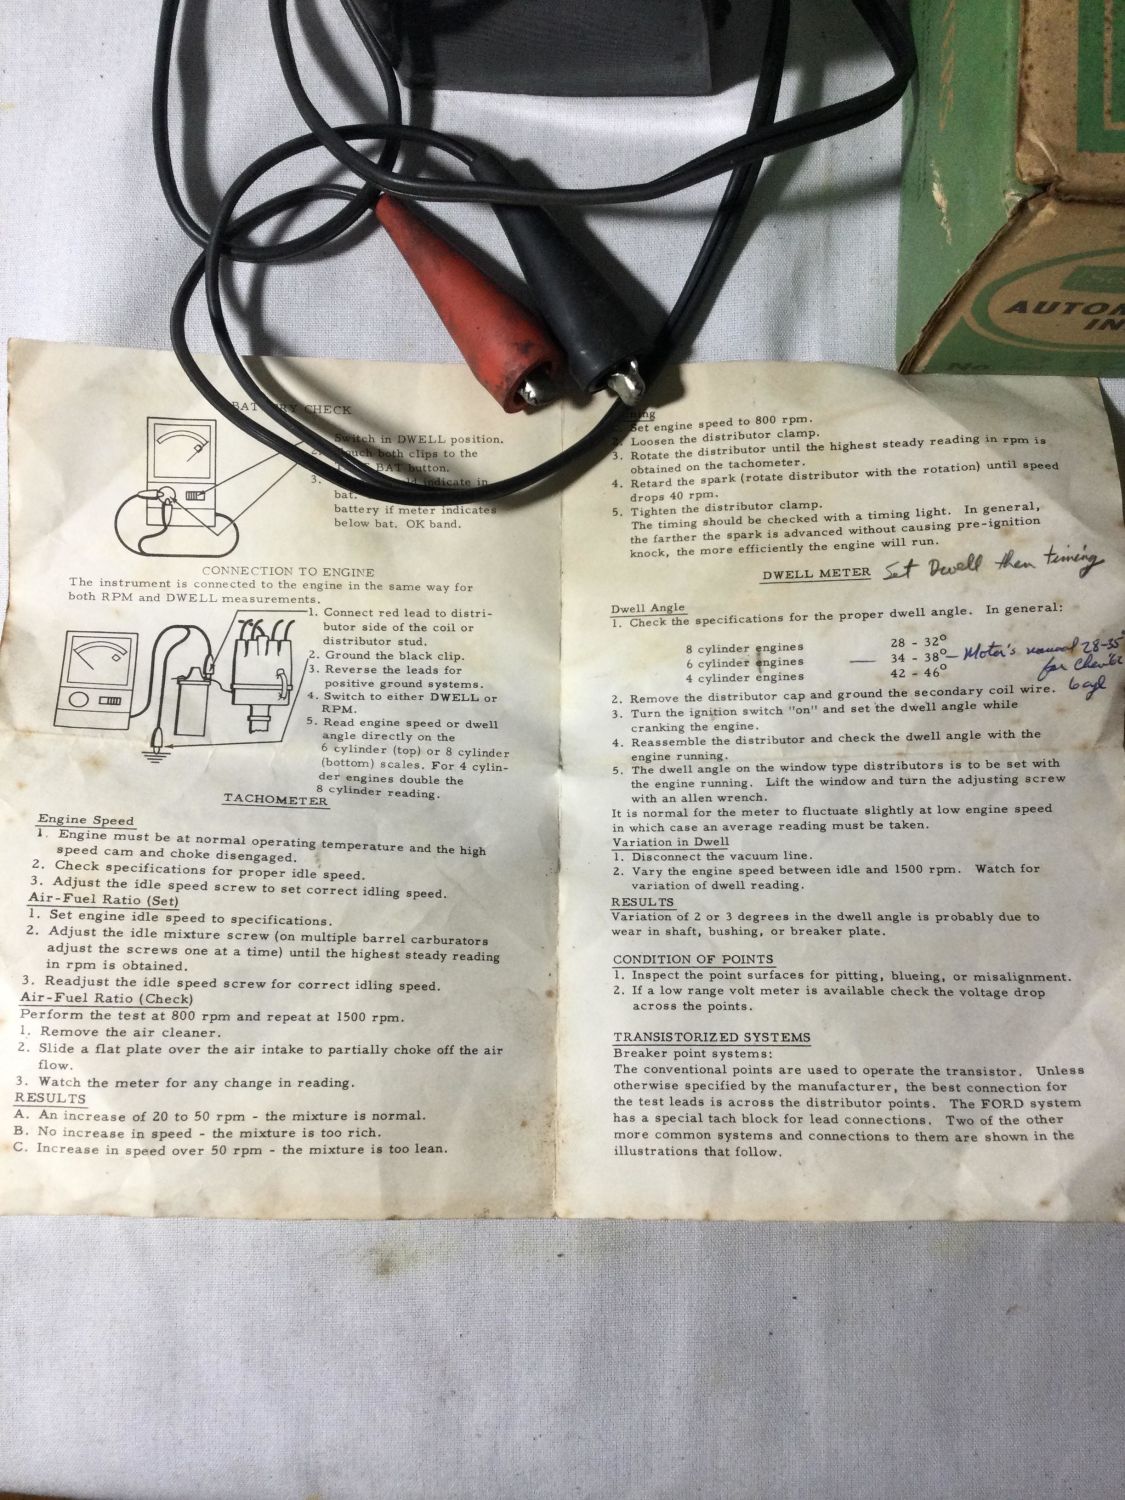 BATTERY CHECK
Switch in DWELL position.
2. Touch both clips to the
BAT button.
3. indicate in
bat.
battery if meter indicates
below bat. OK band.
CONNECTION TO ENGINE
The instrument is connected to the engine in the same way for
both RPM and DWELL measurements.
1. Connect red lead to distri-
butor side of the coil or
distributor stud.
2. Ground the black clip.
3. Reverse the leads for
positive ground systems.
4. Switch to either DWELL or
RPM.
5. Read engine speed or dwell
angle directly on the
6 cylinder (top) or 8 cylinder
(bottom) scales. For 4 cylin-
der engines double the
8 cylinder reading.
TACHOMETER
Engine Speed
1. Engine must be at normal operating temperature and the high
speed cam and choke disengaged.
2. Check specifications for proper idle speed.
3. Adjust the idle speed screw to set correct idling speed.
Air-Fuel Ratio (Set)
1. Set engine idle speed to specifications.
2. Adjust the idle mixture screw (on multiple barrel carburators
adjust the screws one at a time) until the highest steady reading
in rpm is obtained.
3. Readjust the idle speed screw for correct idling speed.
Air-Fuel Ratio (Check)
Perform the test at 800 rpm and repeat at 1500 rpm.
1. Remove the air cleaner.
2. Slide a flat plate over the air intake to partially choke off the air
flow.
3. Watch the meter for any change in reading.
RESULTS
A. An increase of 20 to 50 rpm - the mixture is normal.
B. No increase in speed - the mixture is too rich.
C. Increase in speed over 50 rpm - the mixture is too lean.
Set engine speed to 800 rpm.
2. Loosen the distributor clamp.
3. Rotate the distributor until the highest steady reading in rpm is
obtained on the tachometer.
4. Retard the spark (rotate distributor with the rotation) until speed
drops 40 rpm.
5. Tighten the distributor clamp.
The timing should be checked with a timing light. In general,
the farther the spark is advanced without causing pre-ignition
knock, the more efficiently the engine will run.
DWELL METER Set Dwell then timing
Dwell Angle
1. Check the specifications for the proper dwell angle. In general:
8 cylinder engines 28 - 32°
6 cylinder engines — 34 - 38° — Motor's manual 28-35°
4 cylinder engines 42 - 46° for Chev '62
6 cyl
2. Remove the distributor cap and ground the secondary coil wire.
3. Turn the ignition switch "on" and set the dwell angle while
cranking the engine.
4. Reassemble the distributor and check the dwell angle with the
engine running.
5. The dwell angle on the window type distributors is to be set with
the engine running. Lift the window and turn the adjusting screw
with an allen wrench.
It is normal for the meter to fluctuate slightly at low engine speed
in which case an average reading must be taken.
Variation in Dwell
1. Disconnect the vacuum line.
2. Vary the engine speed between idle and 1500 rpm. Watch for
variation of dwell reading.
RESULTS
Variation of 2 or 3 degrees in the dwell angle is probably due to
wear in shaft, bushing, or breaker plate.
CONDITION OF POINTS
1. Inspect the point surfaces for pitting, blueing, or misalignment.
2. If a low range volt meter is available check the voltage drop
across the points.
TRANSISTORIZED SYSTEMS
Breaker point systems:
The conventional points are used to operate the transistor. Unless
otherwise specified by the manufacturer, the best connection for
the test leads is across the distributor points. The FORD system
has a special tach block for lead connections. Two of the other
more common systems and connections to them are shown in the
illustrations that follow.
AUTOM
IN
No